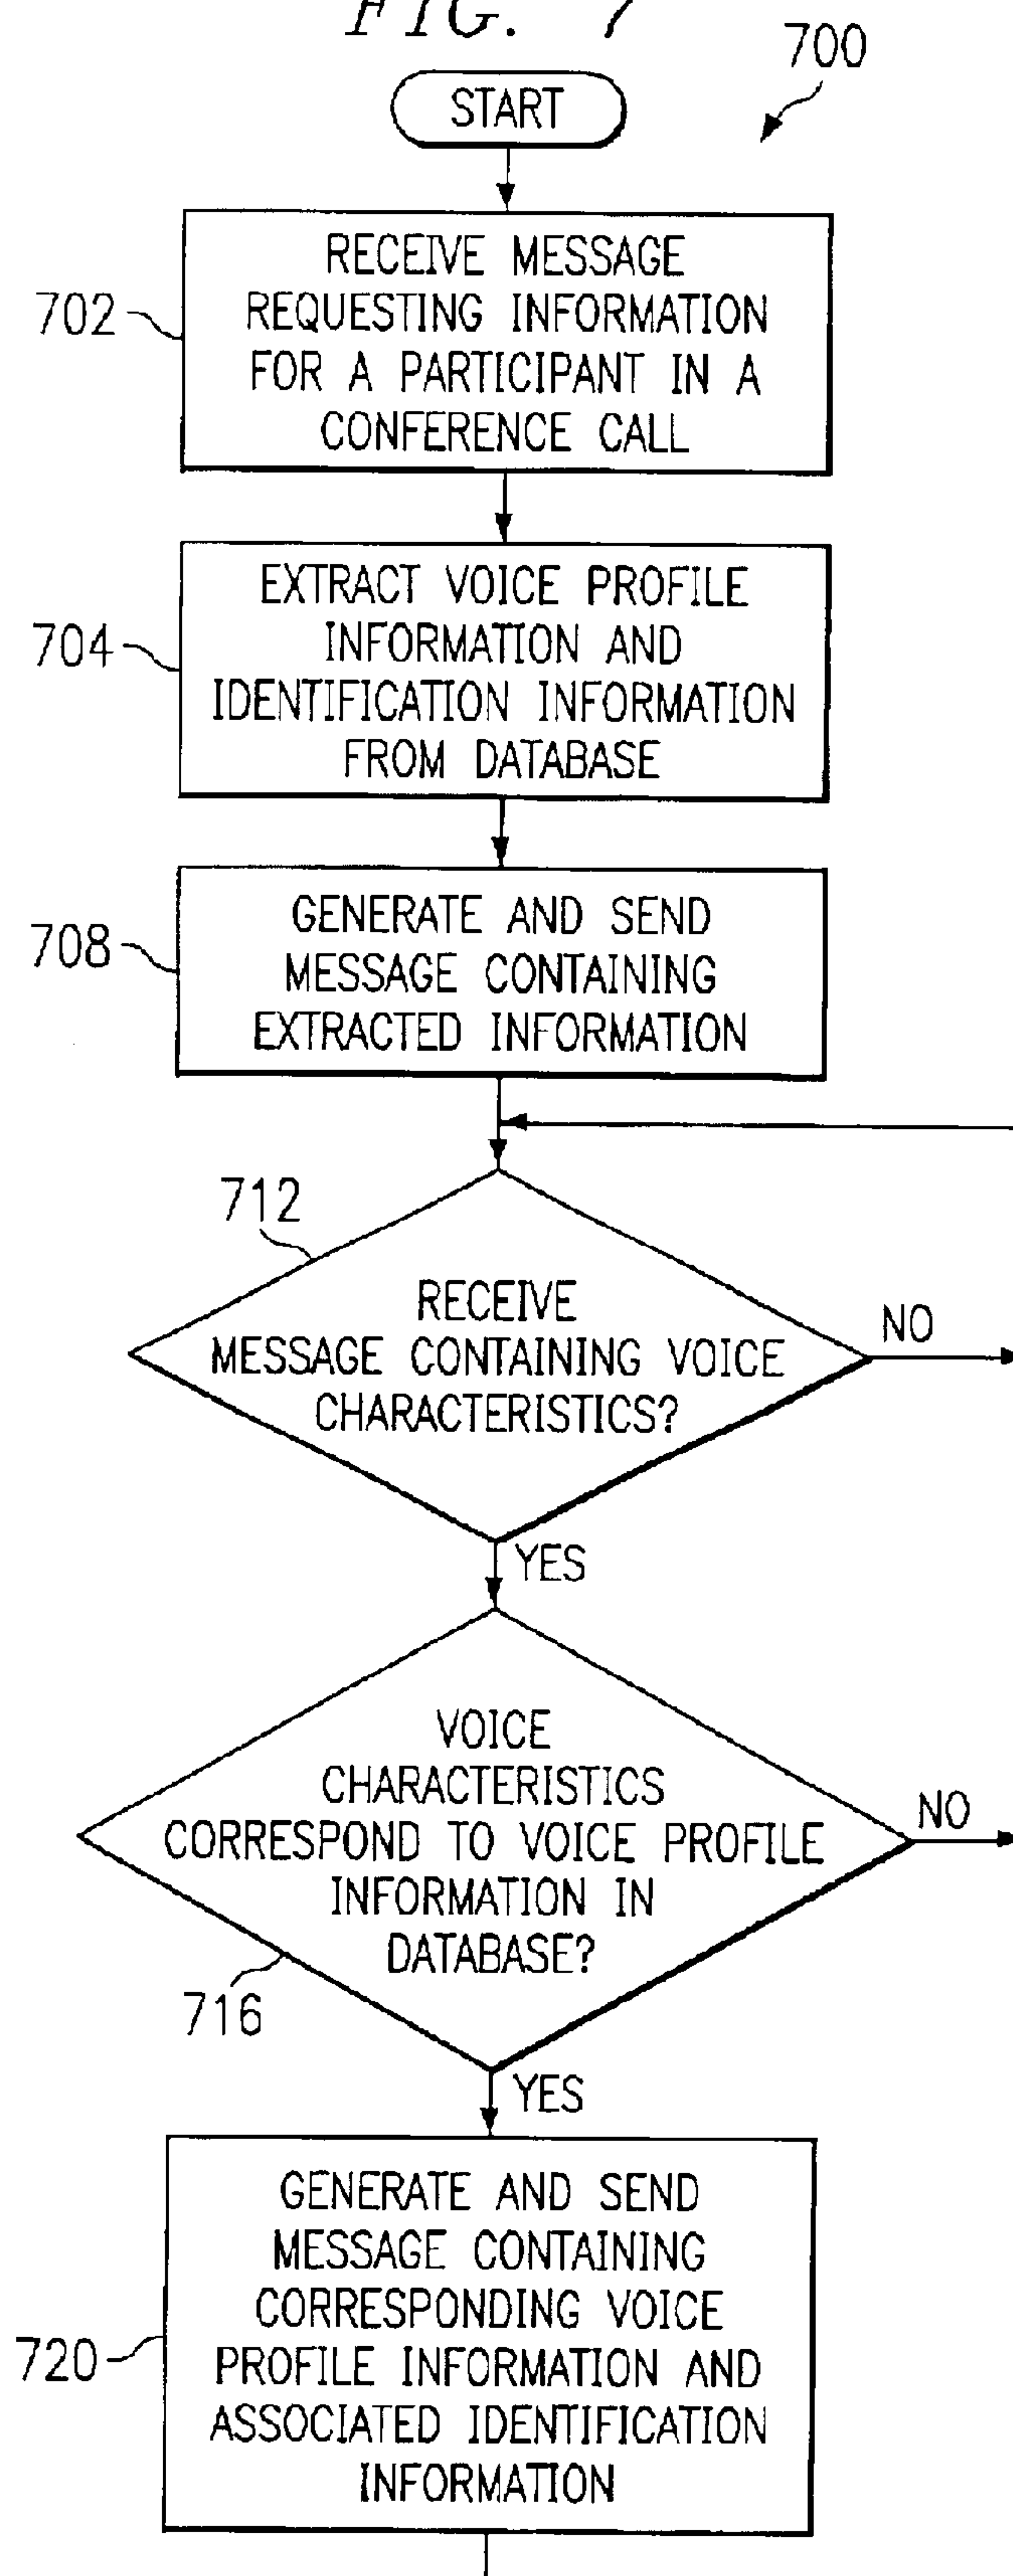 FIG. 7
700
START
702
RECEIVE MESSAGE
REQUESTING INFORMATION
FOR A PARTICIPANT IN A
CONFERENCE CALL
704
EXTRACT VOICE PROFILE
INFORMATION AND
IDENTIFICATION INFORMATION
FROM DATABASE
708
GENERATE AND SEND
MESSAGE CONTAINING
EXTRACTED INFORMATION
712
RECEIVE
MESSAGE CONTAINING VOICE
CHARACTERISTICS?
NO
YES
VOICE
CHARACTERISTICS
CORRESPOND TO VOICE PROFILE
INFORMATION IN
DATABASE?
NO
716
YES
720
GENERATE AND SEND
MESSAGE CONTAINING
CORRESPONDING VOICE
PROFILE INFORMATION AND
ASSOCIATED IDENTIFICATION
INFORMATION